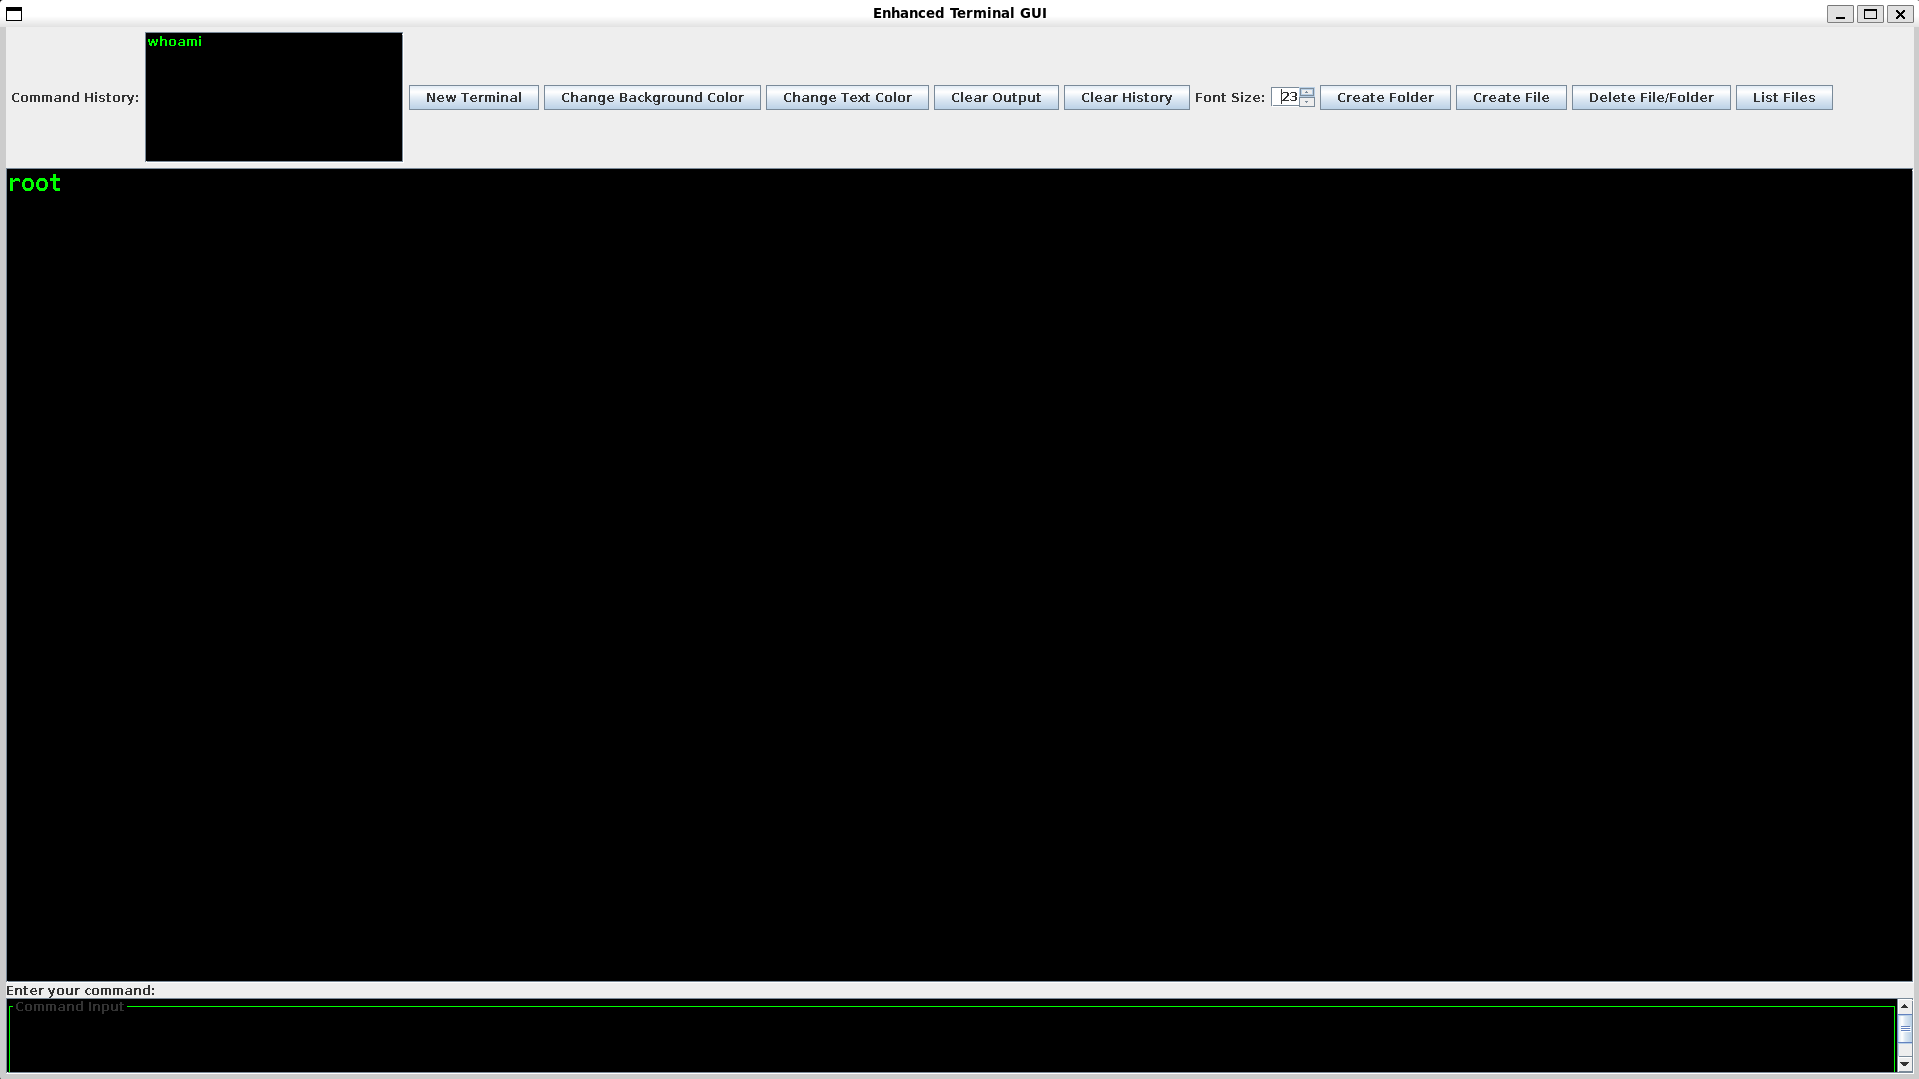 Enhanced Terminal GUI
Command History:
whoami
New Terminal
Change Background Color
Change Text Color
Clear Output
Clear History
Font Size:
23
Create Folder
Create File
Delete File/Folder
List Files
root
Enter your command:
Command Input